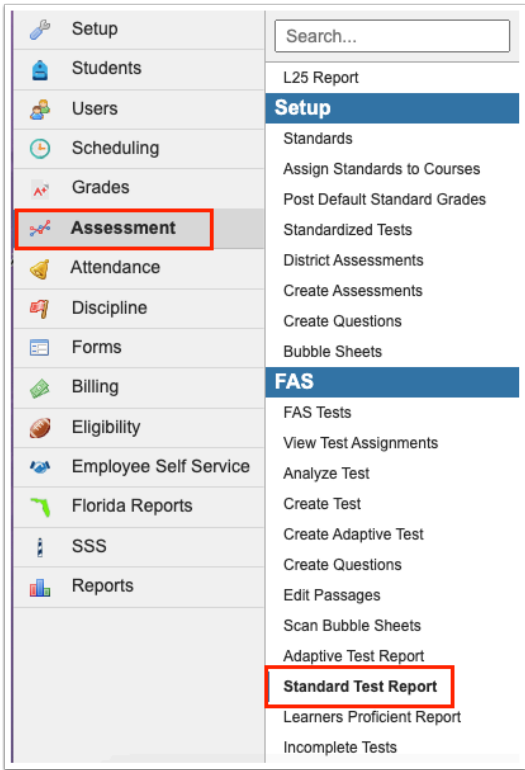 Setup
Students
Users
Scheduling
Grades
Assessment
Attendance
Discipline
Forms
Billing
Eligibility
Employee Self Service
Florida Reports
SSS
Reports
Search...
L25 Report
Setup
Standards
Assign Standards to Courses
Post Default Standard Grades
Standardized Tests
District Assessments
Create Assessments
Create Questions
Bubble Sheets
FAS
FAS Tests
View Test Assignments
Analyze Test
Create Test
Create Adaptive Test
Create Questions
Edit Passages
Scan Bubble Sheets
Adaptive Test Report
Standard Test Report
Learners Proficient Report
Incomplete Tests